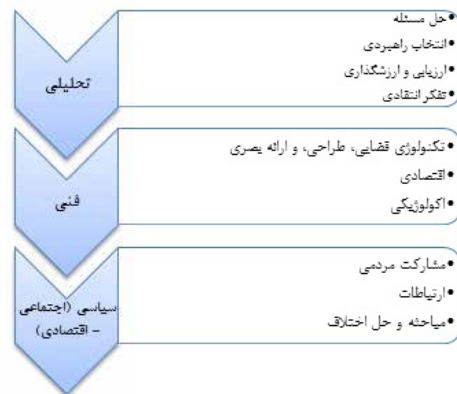 •حل مسئله
•انتخاب راهبردی
•ارزیابی و ارزشگذاری
•تفکر انتقادی
تحلیلی
•تکنولوژی فضایی، طراحی، و ارائه بصری
•اقتصادی
•اکولوژیکی
فنی
•مشارکت مردمی
•ارتباطات
•مباحثه و حل اختلاف
سیاسی (اجتماعی
– اقتصادی)